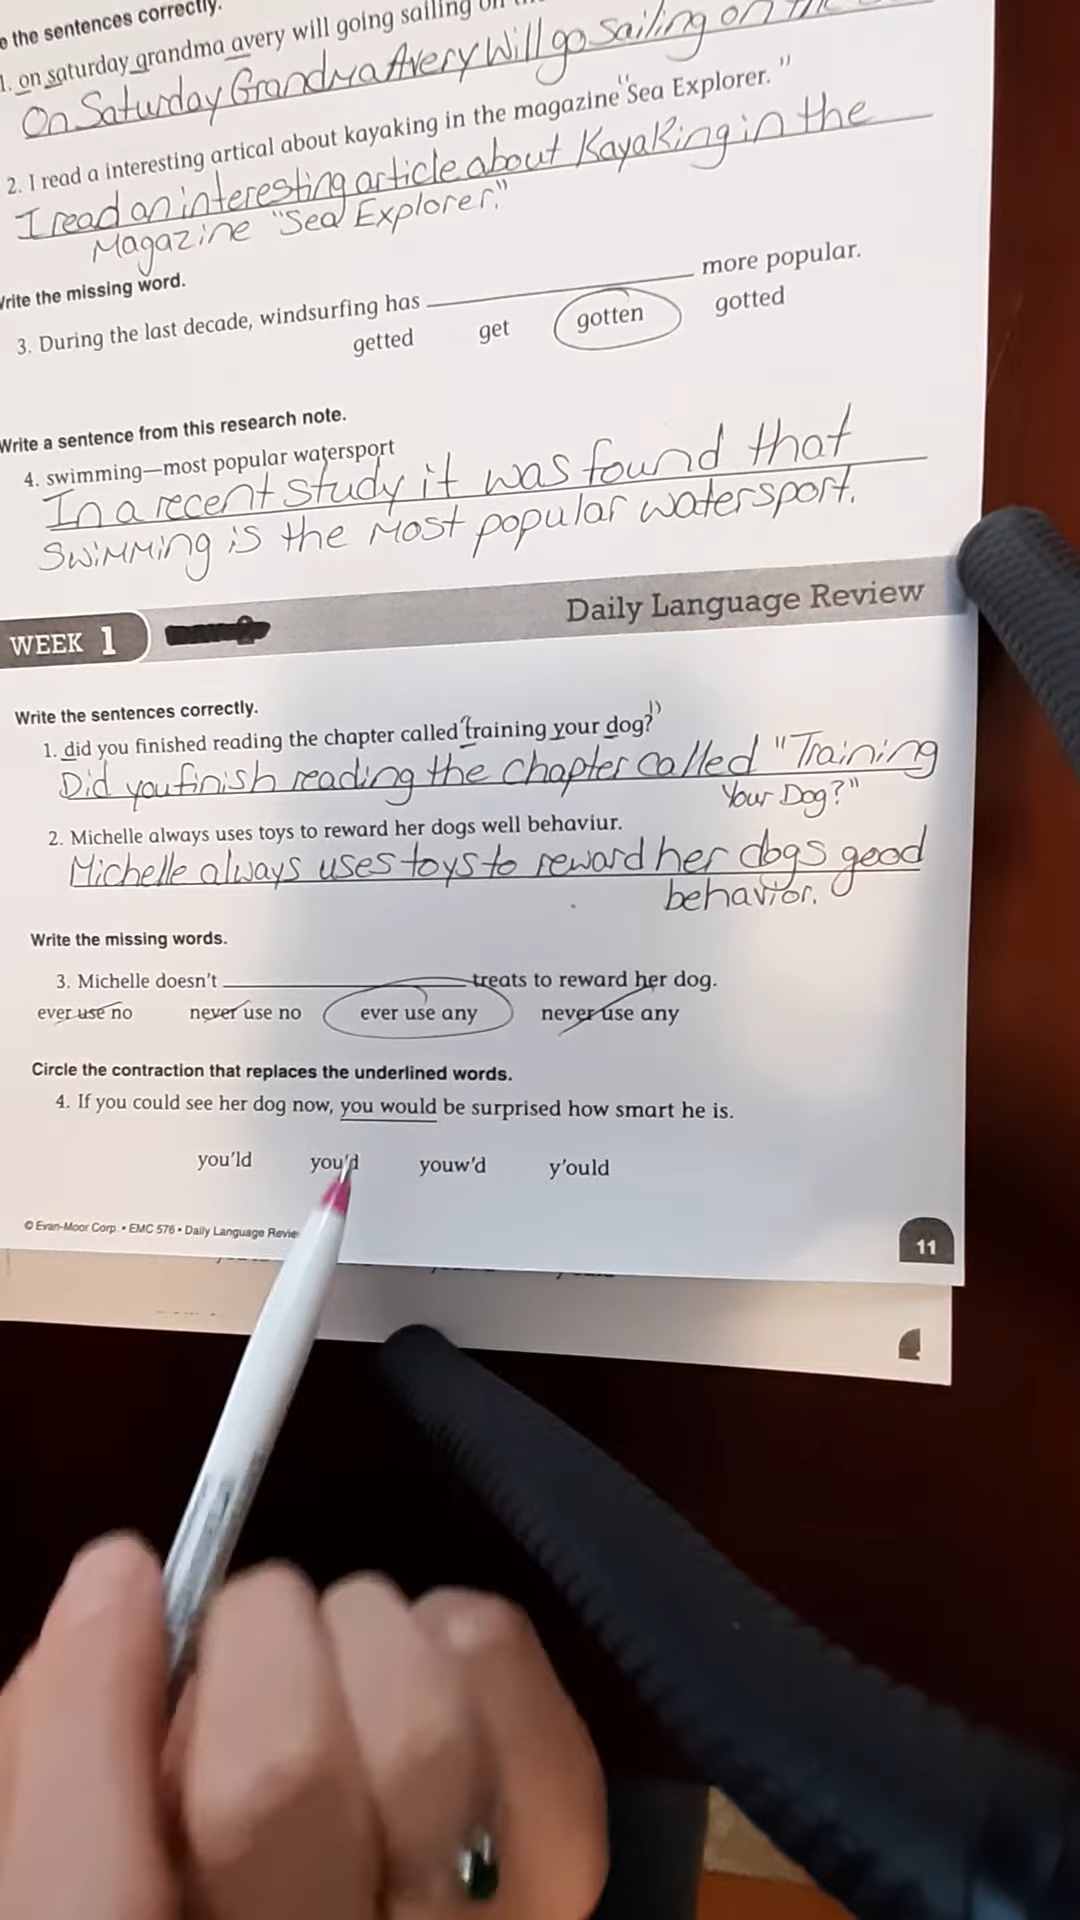 e the sentences correctly.
1. on saturday grandma avery will going sailing on
On Saturday Grandma Avery Will go sailing on the
2. I read a interesting artical about kayaking in the magazine "Sea Explorer."
I read an interesting article about Kayaking in the
Magazine "Sea Explorer."
Write the missing word.
3. During the last decade, windsurfing has ____ more popular.
getted get gotten gotted
Write a sentence from this research note.
4. swimming—most popular watersport
In a recent study it was found that
swimming is the most popular watersport.
WEEK 1
Daily Language Review
Write the sentences correctly.
1. did you finished reading the chapter called "training your dog?"
Did you finish reading the chapter called "Training
Your Dog?"
2. Michelle always uses toys to reward her dogs well behaviur.
Michelle always uses toys to reward her dogs good
behavior.
Write the missing words.
3. Michelle doesn't ____ treats to reward her dog.
ever use no never use no ever use any never use any
Circle the contraction that replaces the underlined words.
4. If you could see her dog now, you would be surprised how smart he is.
you'ld you'd youw'd y'ould
© Evan-Moor Corp. • EMC 576 • Daily Language Revie
11